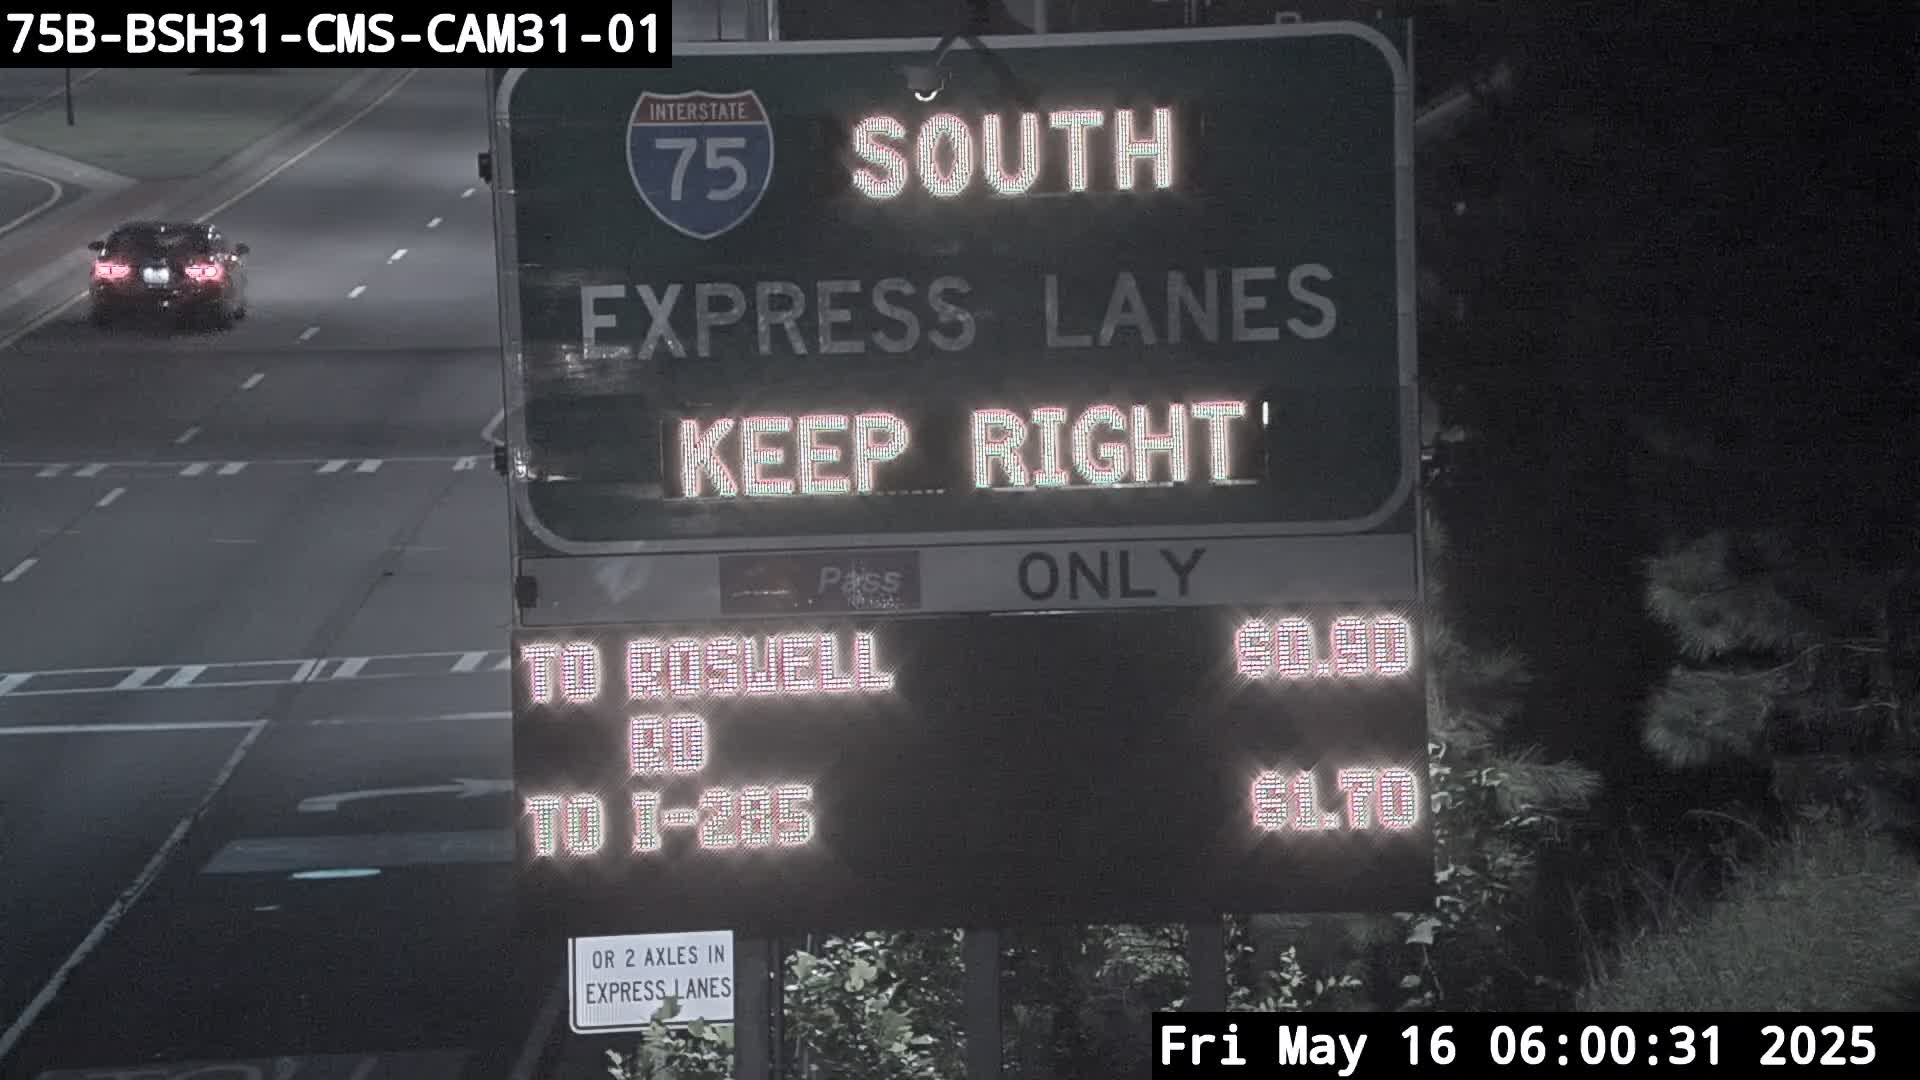 75B-BSH31-CMS-CAM31-01
INTERSTATE
75
SOUTH
EXPRESS LANES
KEEP RIGHT
Pass ONLY
TO ROSWELL $0.90
RD
TO I-285 $1.70
OR 2 AXLES IN
EXPRESS LANES
Fri May 16 06:00:31 2025